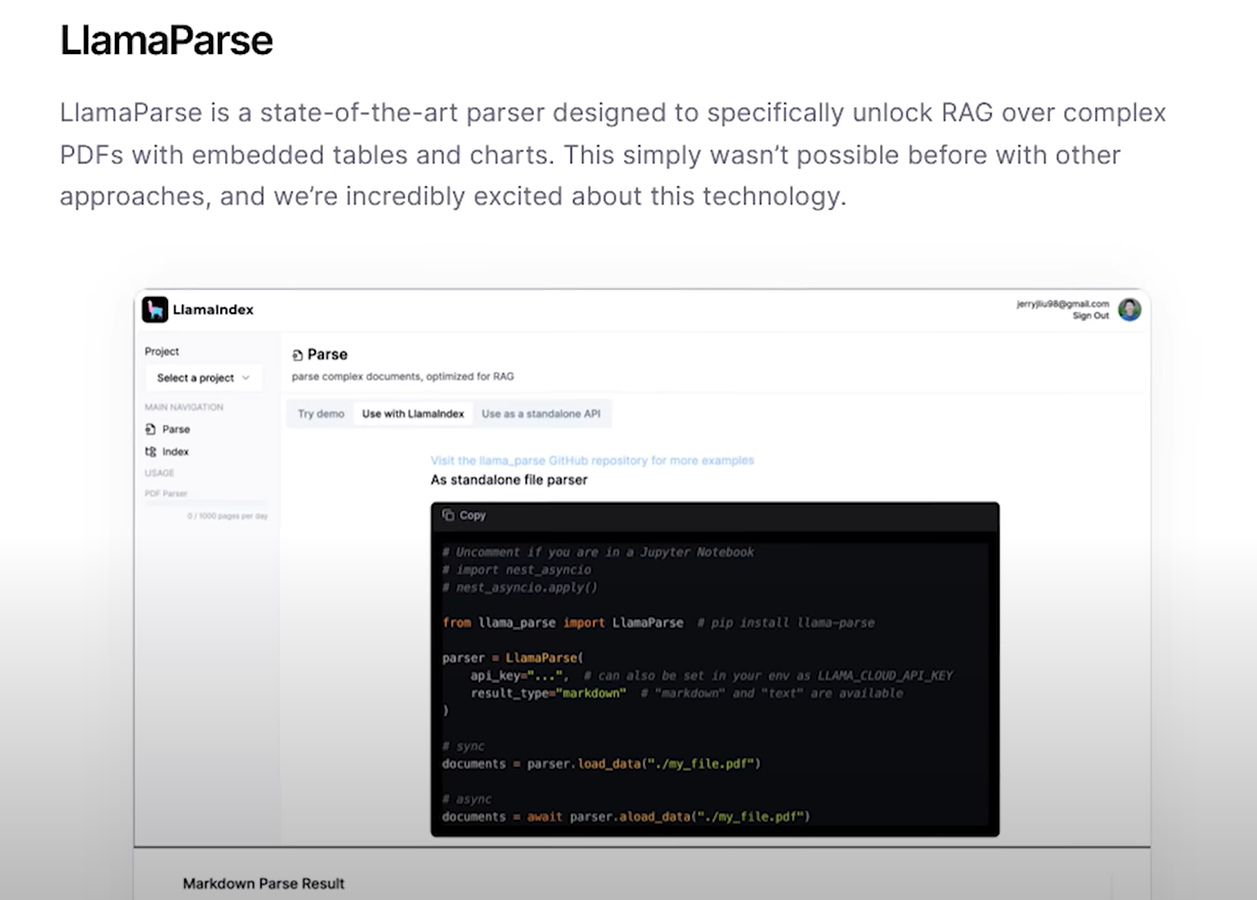 LlamaParse
LlamaParse is a state-of-the-art parser designed to specifically unlock RAG over complex
PDFs with embedded tables and charts. This simply wasn’t possible before with other
approaches, and we’re incredibly excited about this technology.
LlamaIndex
jerryjliu98@gmail.com
Sign Out
Project
Select a project
MAIN NAVIGATION
Parse
Index
USAGE
PDF Parser
0 / 1000 pages per day
Parse
parse complex documents, optimized for RAG
Try demo Use with LlamaIndex Use as a standalone API
Visit the llama_parse GitHub repository for more examples
As standalone file parser
Copy
# Uncomment if you are in a Jupyter Notebook
# import nest_asyncio
# nest_asyncio.apply()
from llama_parse import LlamaParse  # pip install llama-parse
parser = LlamaParse(
    api_key="...",  # can also be set in your env as LLAMA_CLOUD_API_KEY
    result_type="markdown"  # "markdown" and "text" are available
)
# sync
documents = parser.load_data("./my_file.pdf")
# async
documents = await parser.aload_data("./my_file.pdf")
Markdown Parse Result